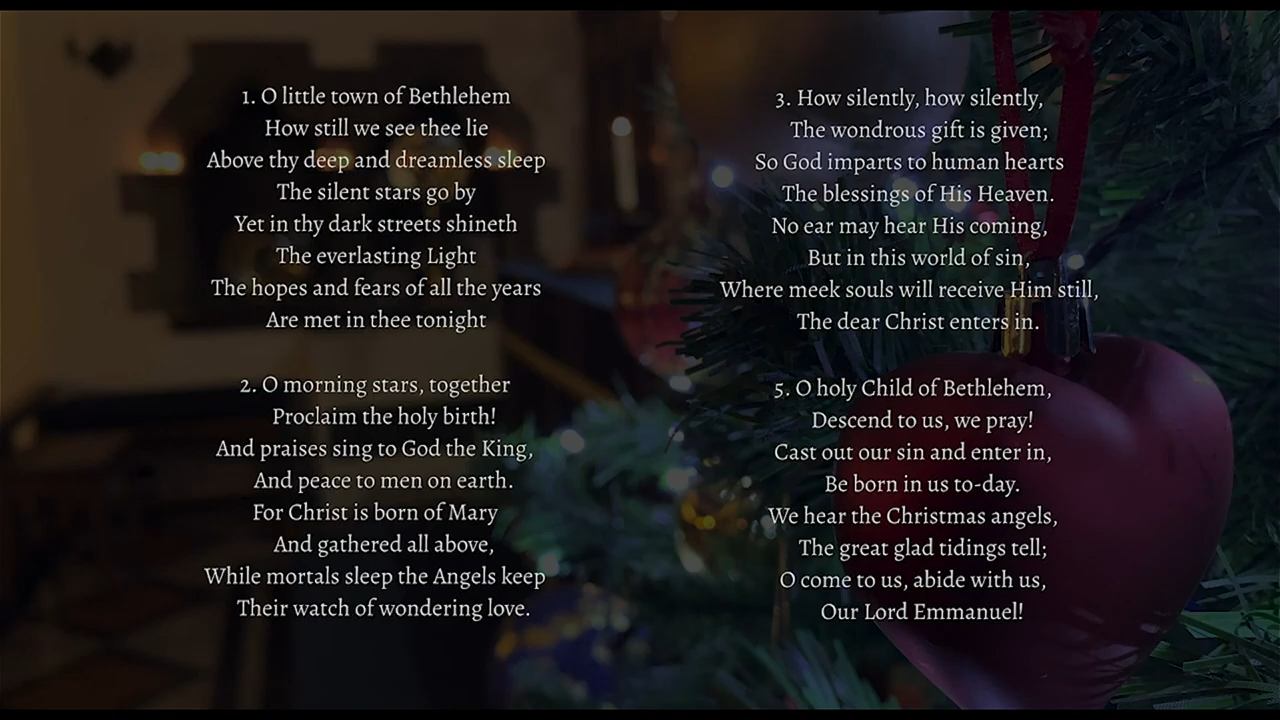 1. O little town of Bethlehem
How still we see thee lie
Above thy deep and dreamless sleep
The silent stars go by
Yet in thy dark streets shineth
The everlasting Light
The hopes and fears of all the years
Are met in thee tonight
2. O morning stars, together
Proclaim the holy birth!
And praises sing to God the King,
And peace to men on earth.
For Christ is born of Mary
And gathered all above,
While mortals sleep the Angels keep
Their watch of wondering love.
3. How silently, how silently,
The wondrous gift is given;
So God imparts to human hearts
The blessings of His Heaven.
No ear may hear His coming,
But in this world of sin,
Where meek souls will receive Him still,
The dear Christ enters in.
5. O holy Child of Bethlehem,
Descend to us, we pray!
Cast out our sin and enter in,
Be born in us to-day.
We hear the Christmas angels,
The great glad tidings tell;
O come to us, abide with us,
Our Lord Emmanuel!